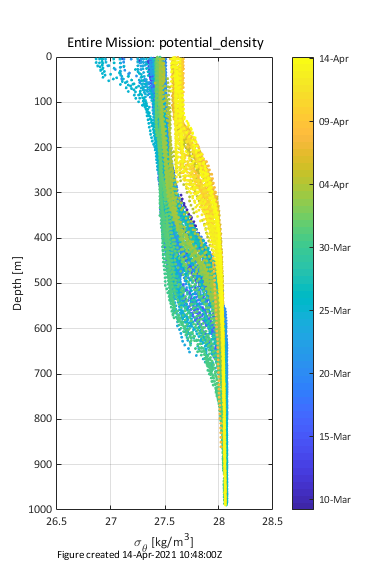 Entire Mission: potential_density
0
100
200
300
400
500
600
700
800
900
1000
Depth [m]
26.5 27 27.5 28 28.5
σθ [kg/m³]
Figure created 14-Apr-2021 10:48:00Z
14-Apr
09-Apr
04-Apr
30-Mar
25-Mar
20-Mar
15-Mar
10-Mar